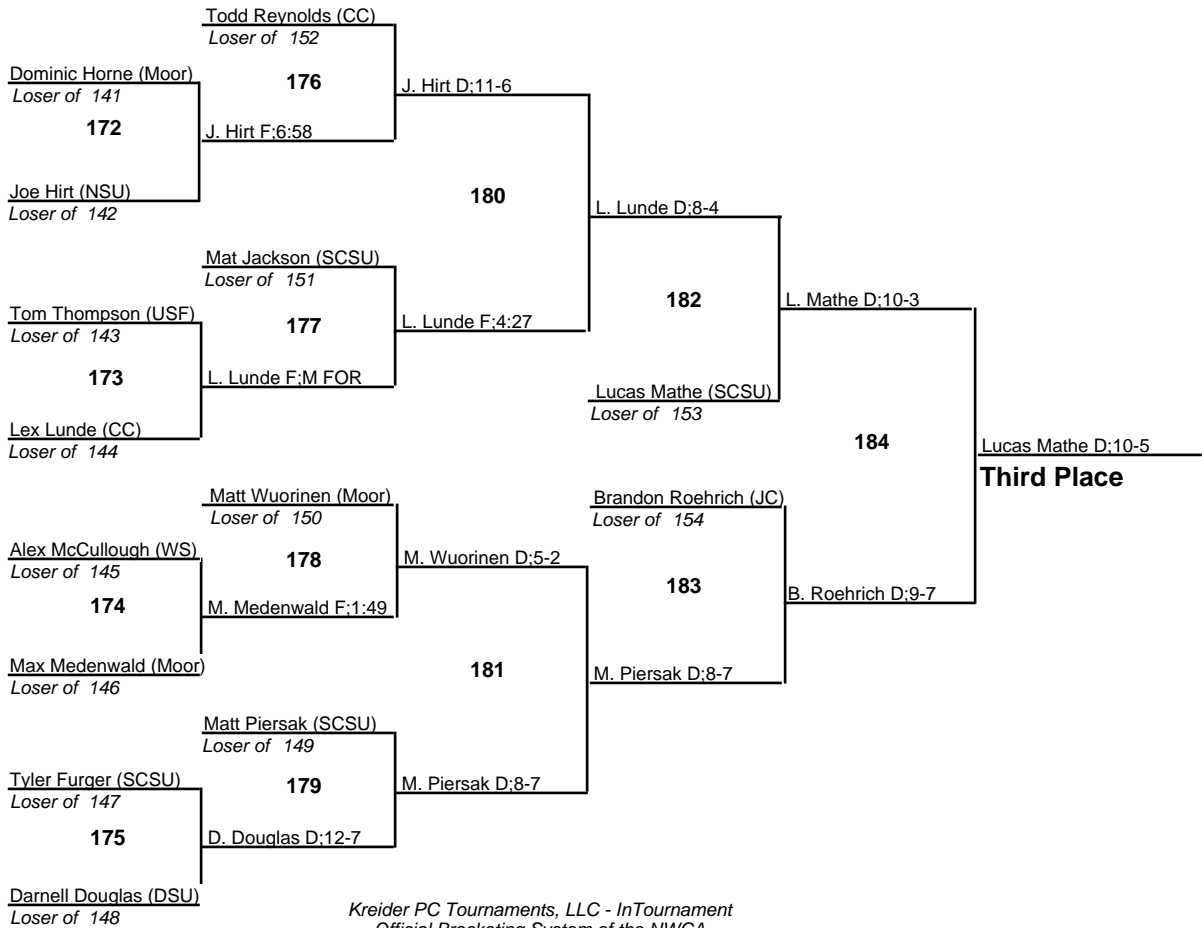 Todd Reynolds (CC)
Loser of 152
Dominic Horne (Moor)
Loser of 141
176
J. Hirt D;11-6
172
J. Hirt F;6:58
Joe Hirt (NSU)
Loser of 142
180
L. Lunde D;8-4
Mat Jackson (SCSU)
Loser of 151
Tom Thompson (USF)
Loser of 143
177
L. Lunde F;4:27
182
L. Mathe D;10-3
173
L. Lunde F;M FOR
Lucas Mathe (SCSU)
Loser of 153
Lex Lunde (CC)
Loser of 144
184
Lucas Mathe D;10-5
Third Place
Matt Wuorinen (Moor)
Loser of 150
Brandon Roehrich (JC)
Loser of 154
Alex McCullough (WS)
Loser of 145
178
M. Wuorinen D;5-2
174
M. Medenwald F;1:49
183
B. Roehrich D;9-7
Max Medenwald (Moor)
Loser of 146
181
M. Piersak D;8-7
Matt Piersak (SCSU)
Loser of 149
Tyler Furger (SCSU)
Loser of 147
179
M. Piersak D;8-7
175
D. Douglas D;12-7
Darnell Douglas (DSU)
Loser of 148
Kreider PC Tournaments, LLC - InTournament
Official Bracketing System of the NWCA